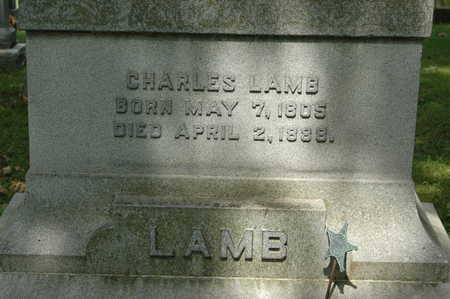 CHARLES LAMB
BORN MAY 7, 1805
DIED APRIL 2, 1888.
LAMB